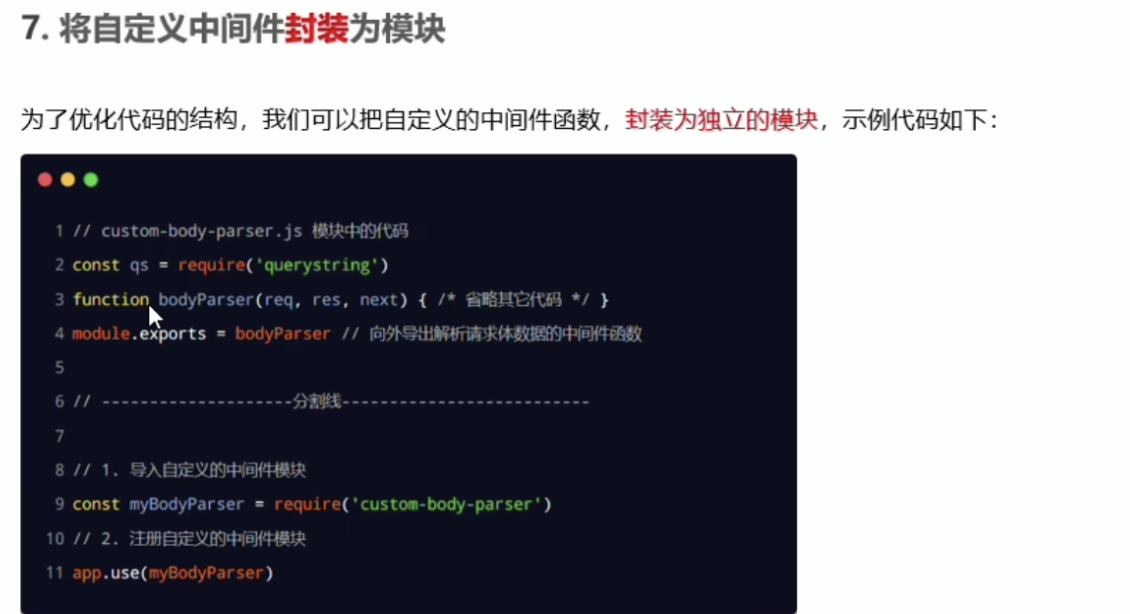 7. 将自定义中间件封装为模块
为了优化代码的结构，我们可以把自定义的中间件函数，封装为独立的模块，示例代码如下：
1 // custom-body-parser.js 模块中的代码
2 const qs = require('querystring')
3 function bodyParser(req, res, next) { /* 省略其它代码 */ }
4 module.exports = bodyParser // 向外导出解析请求体数据的中间件函数
5
6 // --------------------分割线--------------------------
7
8 // 1. 导入自定义的中间件模块
9 const myBodyParser = require('custom-body-parser')
10 // 2. 注册自定义的中间件模块
11 app.use(myBodyParser)